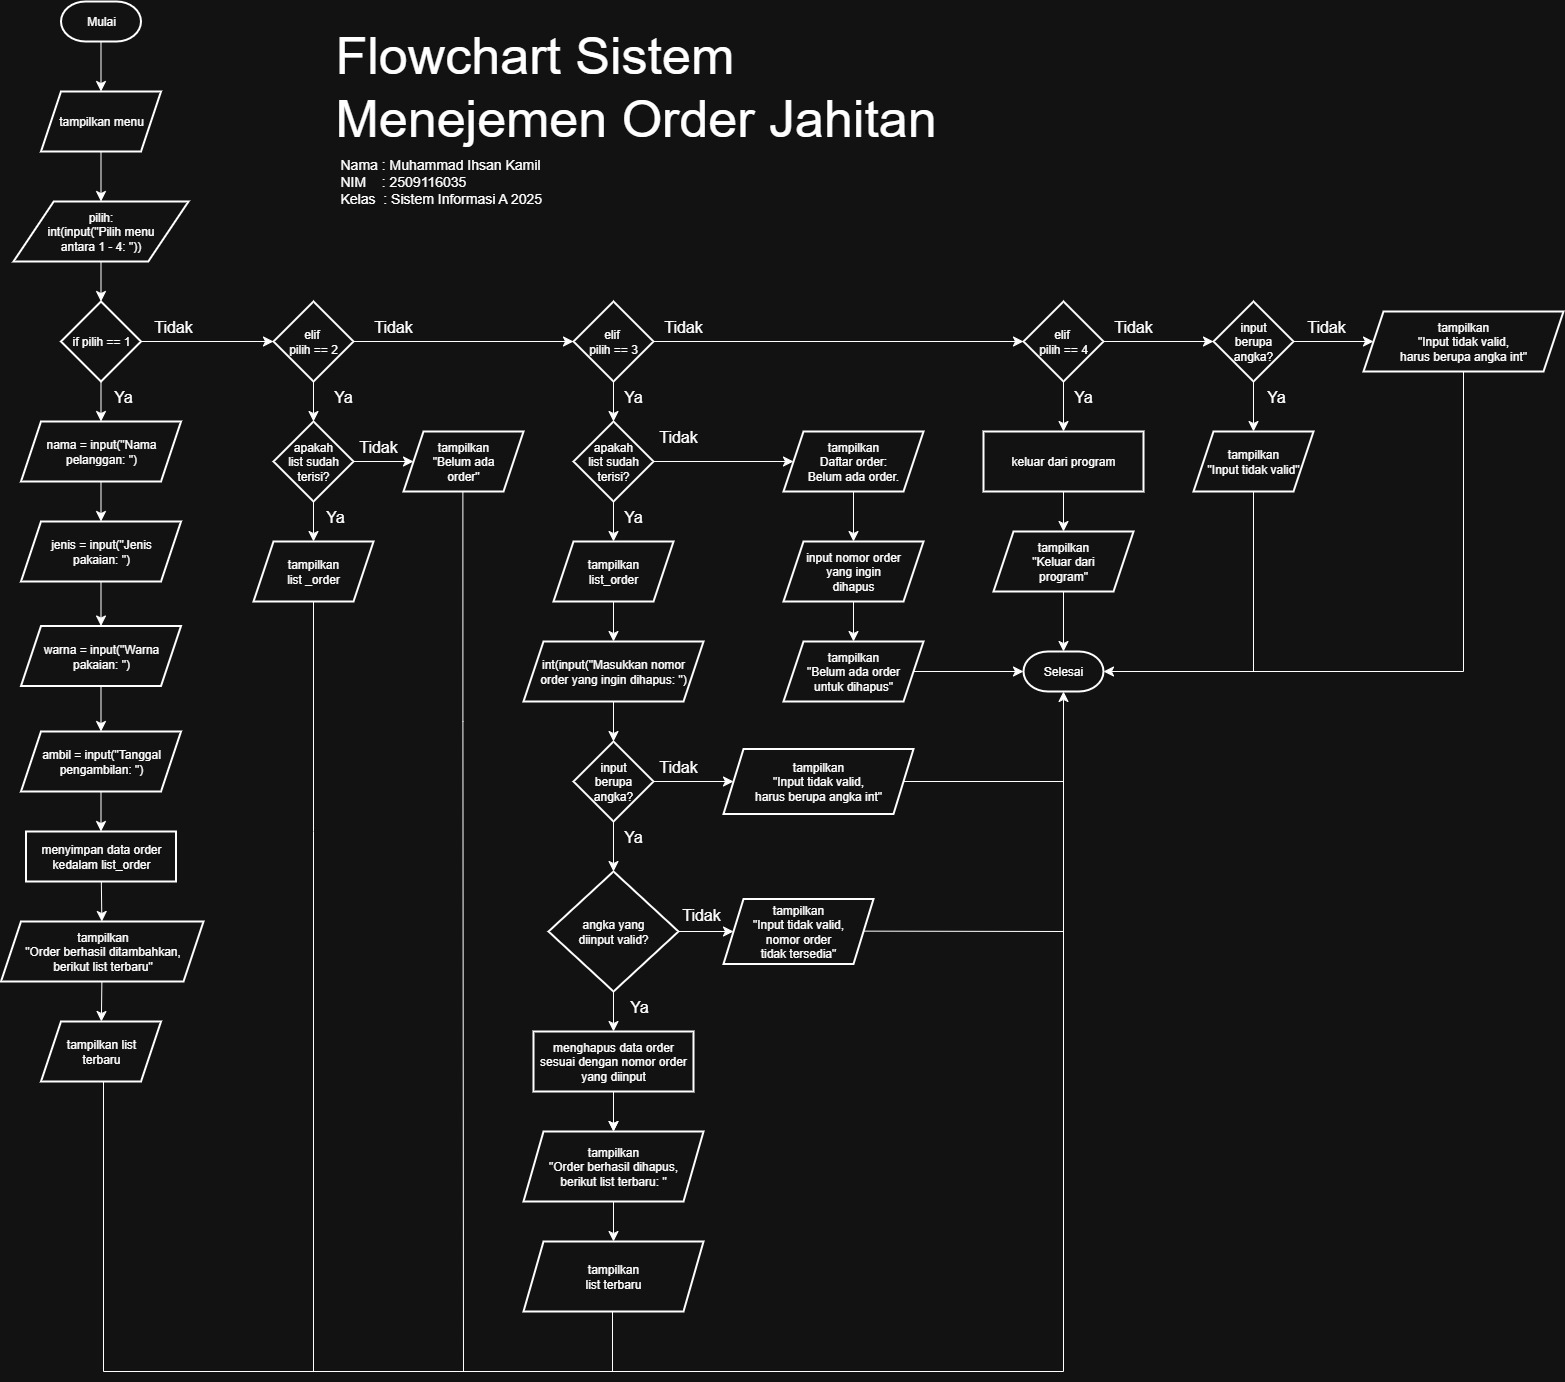 Mulai
Flowchart Sistem
Menejemen Order Jahitan
Nama : Muhammad Ihsan Kamil
NIM : 2509116035
Kelas : Sistem Informasi A 2025
tampilkan menu
pilih:
int(input("Pilih menu
antara 1 - 4: "))
if pilih == 1
Tidak
elif
pilih == 2
Tidak
elif
pilih == 3
Tidak
elif
pilih == 4
Tidak
input
berupa
angka?
Tidak
tampilkan
"Input tidak valid,
harus berupa angka int"
Ya
Ya
Ya
Ya
Ya
nama = input("Nama
pelanggan: ")
jenis = input("Jenis
pakaian: ")
warna = input("Warna
pakaian: ")
ambil = input("Tanggal
pengambilan: ")
menyimpan data order
kedalam list_order
tampilkan
"Order berhasil ditambahkan,
berikut list terbaru"
tampilkan list
terbaru
apakah
list sudah
terisi?
Tidak
tampilkan
"Belum ada
order"
Ya
tampilkan
list _order
apakah
list sudah
terisi?
Tidak
tampilkan
Daftar order:
Belum ada order.
input nomor order
yang ingin
dihapus
tampilkan
"Belum ada order
untuk dihapus"
Ya
tampilkan
list_order
int(input("Masukkan nomor
order yang ingin dihapus: ")
input
berupa
angka?
Tidak
tampilkan
"Input tidak valid,
harus berupa angka int"
Ya
angka yang
diinput valid?
Tidak
tampilkan
"Input tidak valid,
nomor order
tidak tersedia"
Ya
menghapus data order
sesuai dengan nomor order
yang diinput
tampilkan
"Order berhasil dihapus,
berikut list terbaru: "
tampilkan
list terbaru
keluar dari program
tampilkan
"Keluar dari
program"
Selesai
tampilkan
"Input tidak valid"